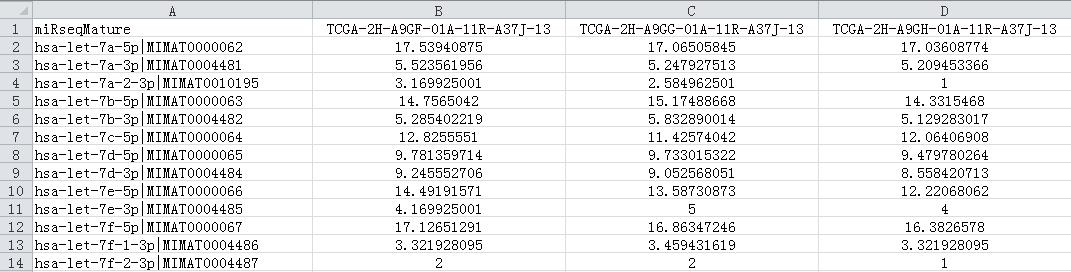 A B C D
1 miRseqMature TCGA-2H-A9GF-01A-11R-A37J-13 TCGA-2H-A9GG-01A-11R-A37J-13 TCGA-2H-A9GH-01A-11R-A37J-13
2 hsa-let-7a-5p|MIMAT0000062 17.53940875 17.06505845 17.03608774
3 hsa-let-7a-3p|MIMAT0004481 5.523561956 5.247927513 5.209453366
4 hsa-let-7a-2-3p|MIMAT0010195 3.169925001 2.584962501 1
5 hsa-let-7b-5p|MIMAT0000063 14.7565042 15.17488668 14.3315468
6 hsa-let-7b-3p|MIMAT0004482 5.285402219 5.832890014 5.129283017
7 hsa-let-7c-5p|MIMAT0000064 12.8255551 11.42574042 12.06406908
8 hsa-let-7d-5p|MIMAT0000065 9.781359714 9.733015322 9.479780264
9 hsa-let-7d-3p|MIMAT0004484 9.245552706 9.052568051 8.558420713
10 hsa-let-7e-5p|MIMAT0000066 14.49191571 13.58730873 12.22068062
11 hsa-let-7e-3p|MIMAT0004485 4.169925001 5 4
12 hsa-let-7f-5p|MIMAT0000067 17.12651291 16.86347246 16.3826578
13 hsa-let-7f-1-3p|MIMAT0004486 3.321928095 3.459431619 3.321928095
14 hsa-let-7f-2-3p|MIMAT0004487 2 2 1